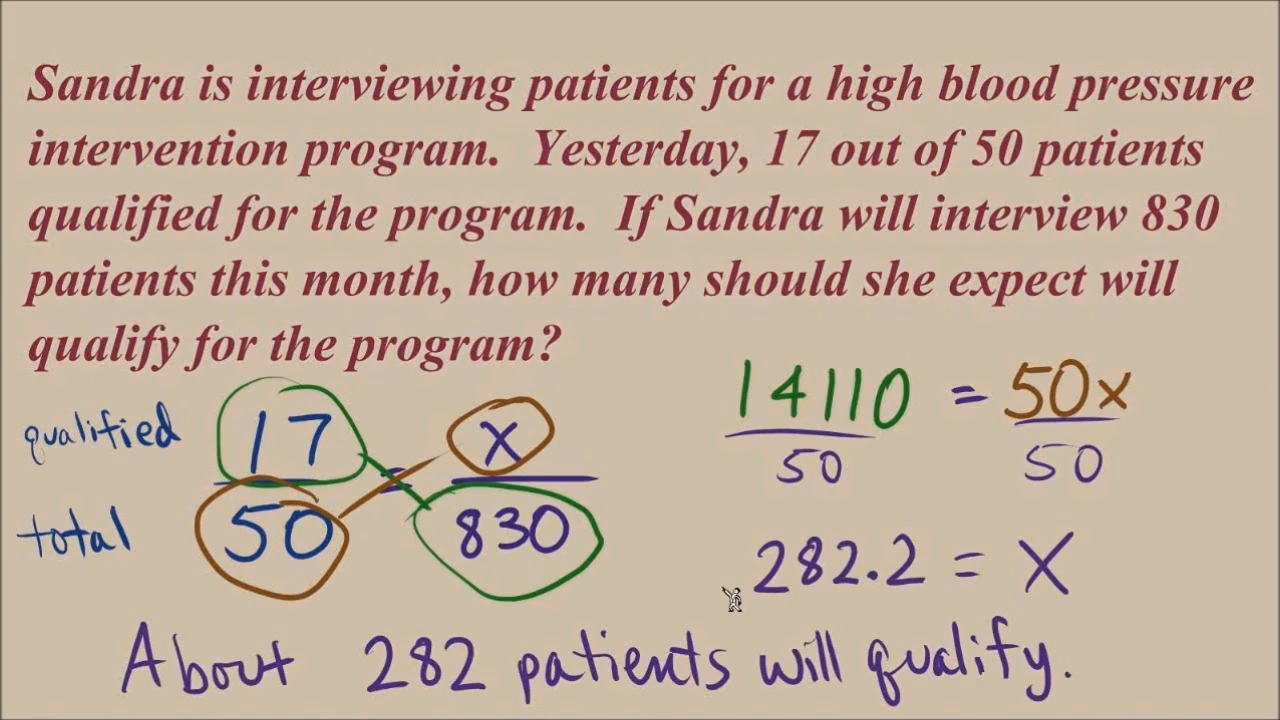 Sandra is interviewing patients for a high blood pressure
intervention program. Yesterday, 17 out of 50 patients
qualified for the program. If Sandra will interview 830
patients this month, how many should she expect will
qualify for the program?
qualified 17 = x
total 50 830
14110 = 50x
50 50
282.2 = X
About 282 patients will qualify.